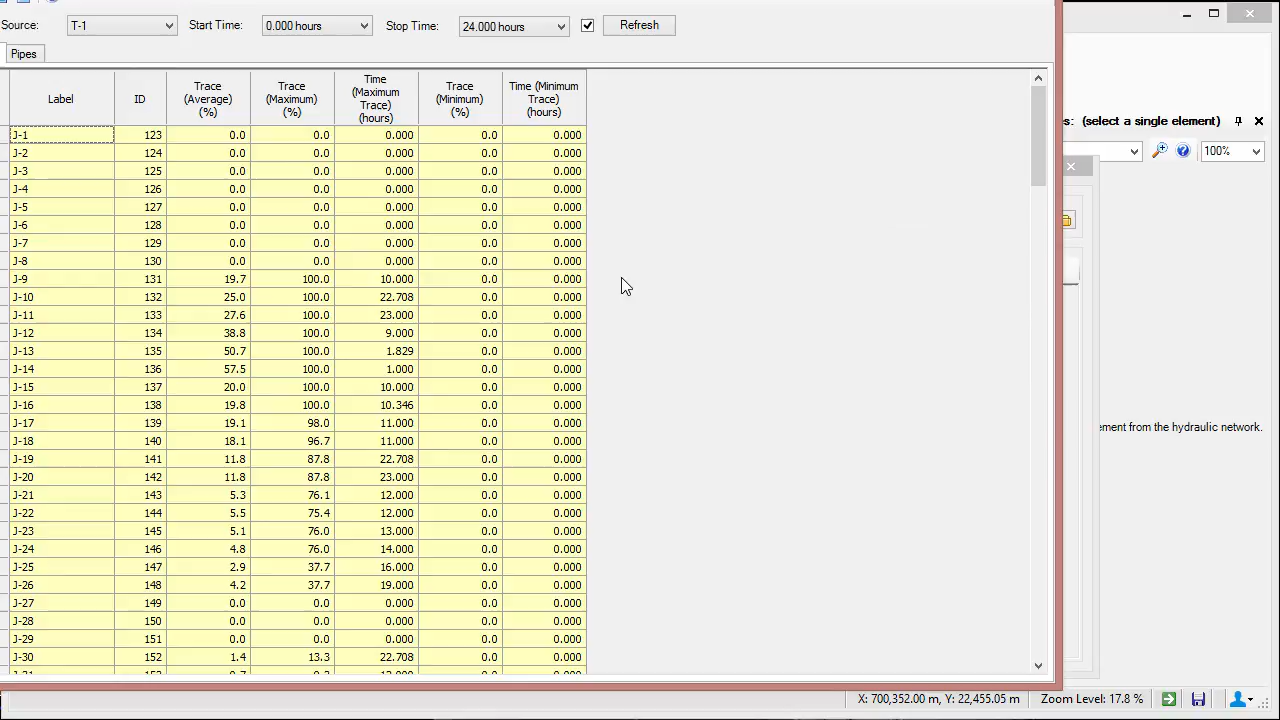 Source: T-1 Start Time: 0.000 hours Stop Time: 24.000 hours Refresh
Pipes
Label ID Trace (Average) (%) Trace (Maximum) (%) Time (Maximum Trace) (hours) Trace (Minimum) (%) Time (Minimum Trace) (hours)
J-1 123 0.0 0.0 0.000 0.0 0.000
J-2 124 0.0 0.0 0.000 0.0 0.000
J-3 125 0.0 0.0 0.000 0.0 0.000
J-4 126 0.0 0.0 0.000 0.0 0.000
J-5 127 0.0 0.0 0.000 0.0 0.000
J-6 128 0.0 0.0 0.000 0.0 0.000
J-7 129 0.0 0.0 0.000 0.0 0.000
J-8 130 0.0 0.0 0.000 0.0 0.000
J-9 131 19.7 100.0 10.000 0.0 0.000
J-10 132 25.0 100.0 22.708 0.0 0.000
J-11 133 27.6 100.0 23.000 0.0 0.000
J-12 134 38.8 100.0 9.000 0.0 0.000
J-13 135 50.7 100.0 1.829 0.0 0.000
J-14 136 57.5 100.0 1.000 0.0 0.000
J-15 137 20.0 100.0 10.000 0.0 0.000
J-16 138 19.8 100.0 10.346 0.0 0.000
J-17 139 19.1 98.0 11.000 0.0 0.000
J-18 140 18.1 96.7 11.000 0.0 0.000
J-19 141 11.8 87.8 22.708 0.0 0.000
J-20 142 11.8 87.8 23.000 0.0 0.000
J-21 143 5.3 76.1 12.000 0.0 0.000
J-22 144 5.5 75.4 12.000 0.0 0.000
J-23 145 5.1 76.0 13.000 0.0 0.000
J-24 146 4.8 76.0 14.000 0.0 0.000
J-25 147 2.9 37.7 16.000 0.0 0.000
J-26 148 4.2 37.7 19.000 0.0 0.000
J-27 149 0.0 0.0 0.000 0.0 0.000
J-28 150 0.0 0.0 0.000 0.0 0.000
J-29 151 0.0 0.0 0.000 0.0 0.000
J-30 152 1.4 13.3 22.708 0.0 0.000
s: (select a single element)
100%
ement from the hydraulic network.
X: 700,352.00 m, Y: 22,455.05 m Zoom Level: 17.8 %